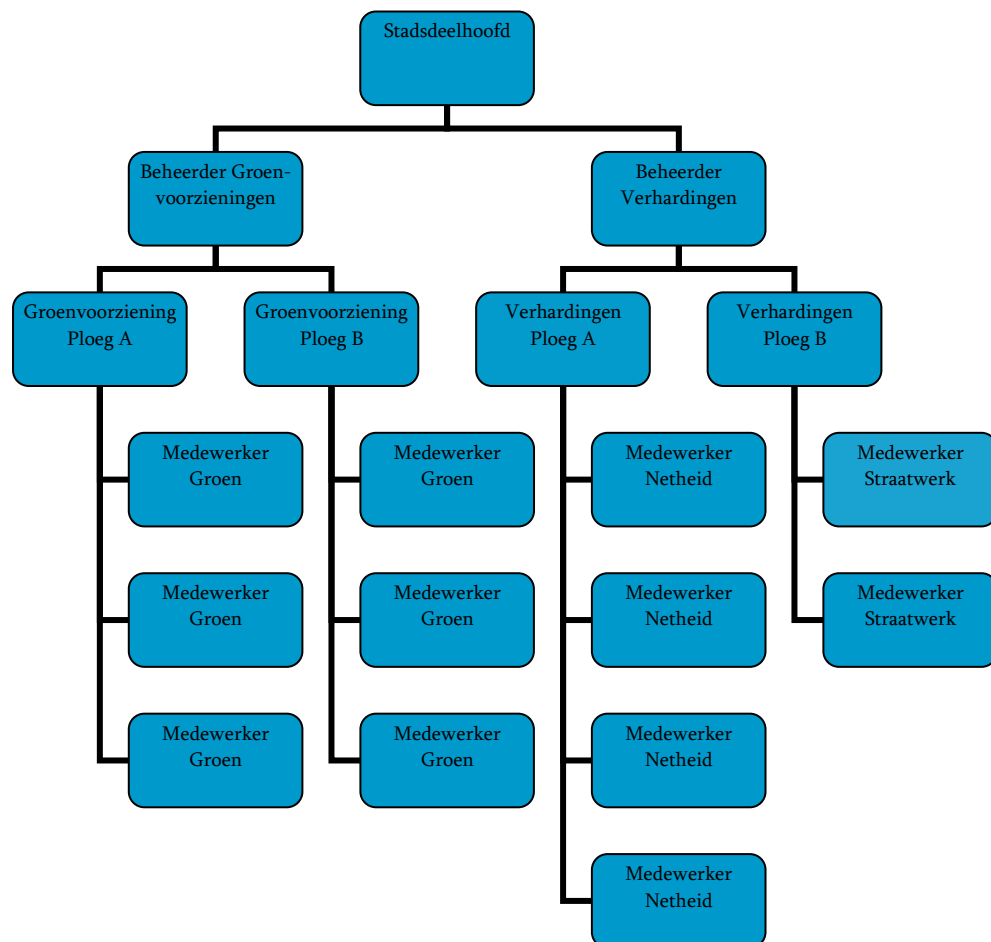 Stadsdeelhoofd
Beheerder Groen-
voorzieningen
Beheerder
Verhardingen
Groenvoorziening
Ploeg A
Groenvoorziening
Ploeg B
Verhardingen
Ploeg A
Verhardingen
Ploeg B
Medewerker
Groen
Medewerker
Groen
Medewerker
Netheid
Medewerker
Straatwerk
Medewerker
Groen
Medewerker
Groen
Medewerker
Netheid
Medewerker
Straatwerk
Medewerker
Groen
Medewerker
Groen
Medewerker
Netheid
Medewerker
Netheid